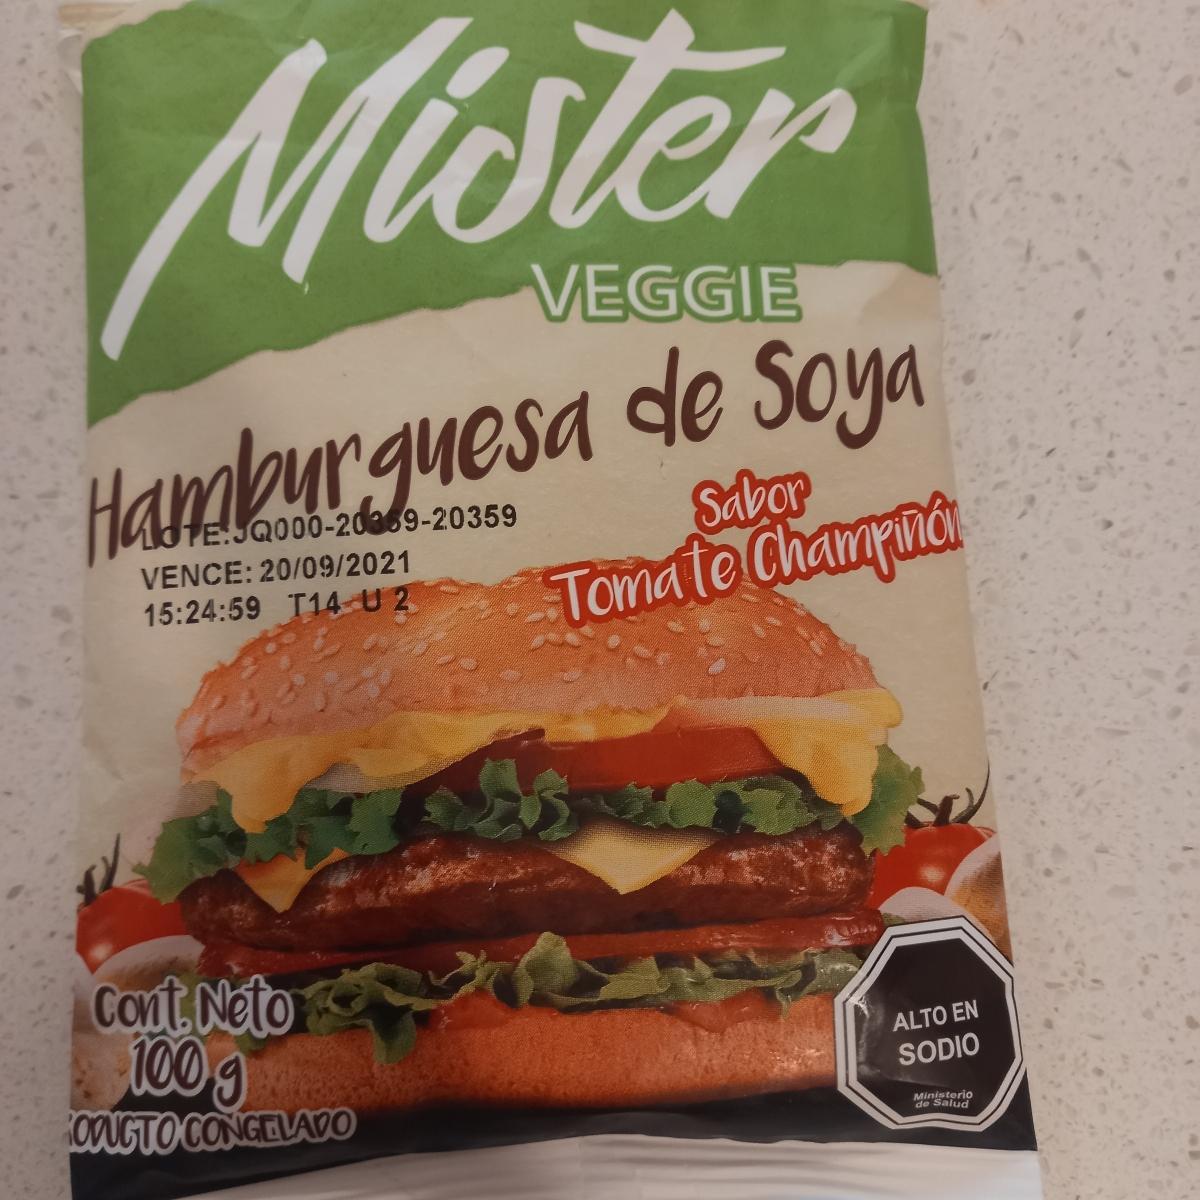 Mister
VEGGIE
Hamburguesa de Soya
Sabor
Tomate Champiñón
LOTE:JQ000-20359-20359
VENCE: 20/09/2021
15:24:59 T14 U 2
Cont. Neto
100 g
ODUCTO CONGELADO
ALTO EN
SODIO
Ministerio
de Salud